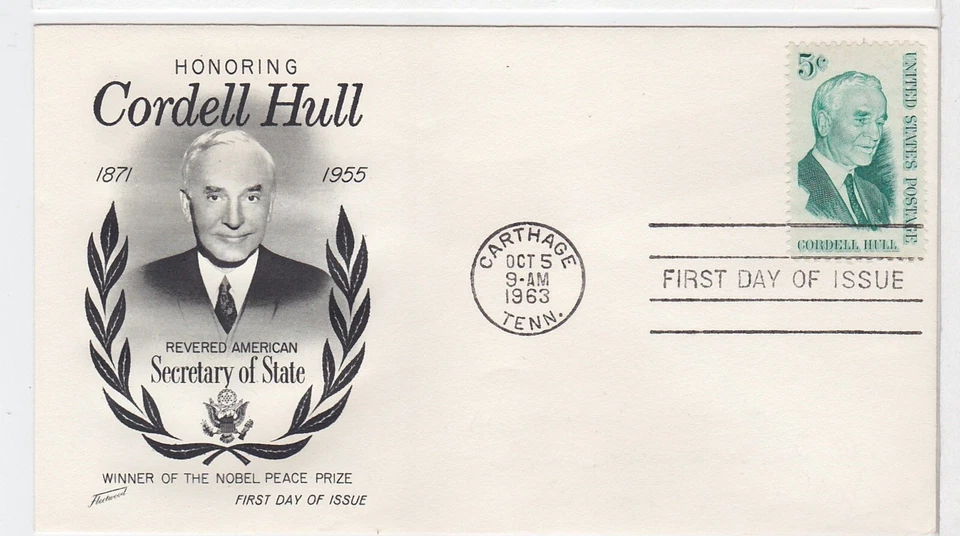 HONORING
Cordell Hull
1871 1955
REVERED AMERICAN
Secretary of State
WINNER OF THE NOBEL PEACE PRIZE
Fleetwood
FIRST DAY OF ISSUE
CARTHAGE
OCT 5
9-AM
1963
TENN.
5c
UNITED STATES POSTAGE
CORDELL HULL
FIRST DAY OF ISSUE